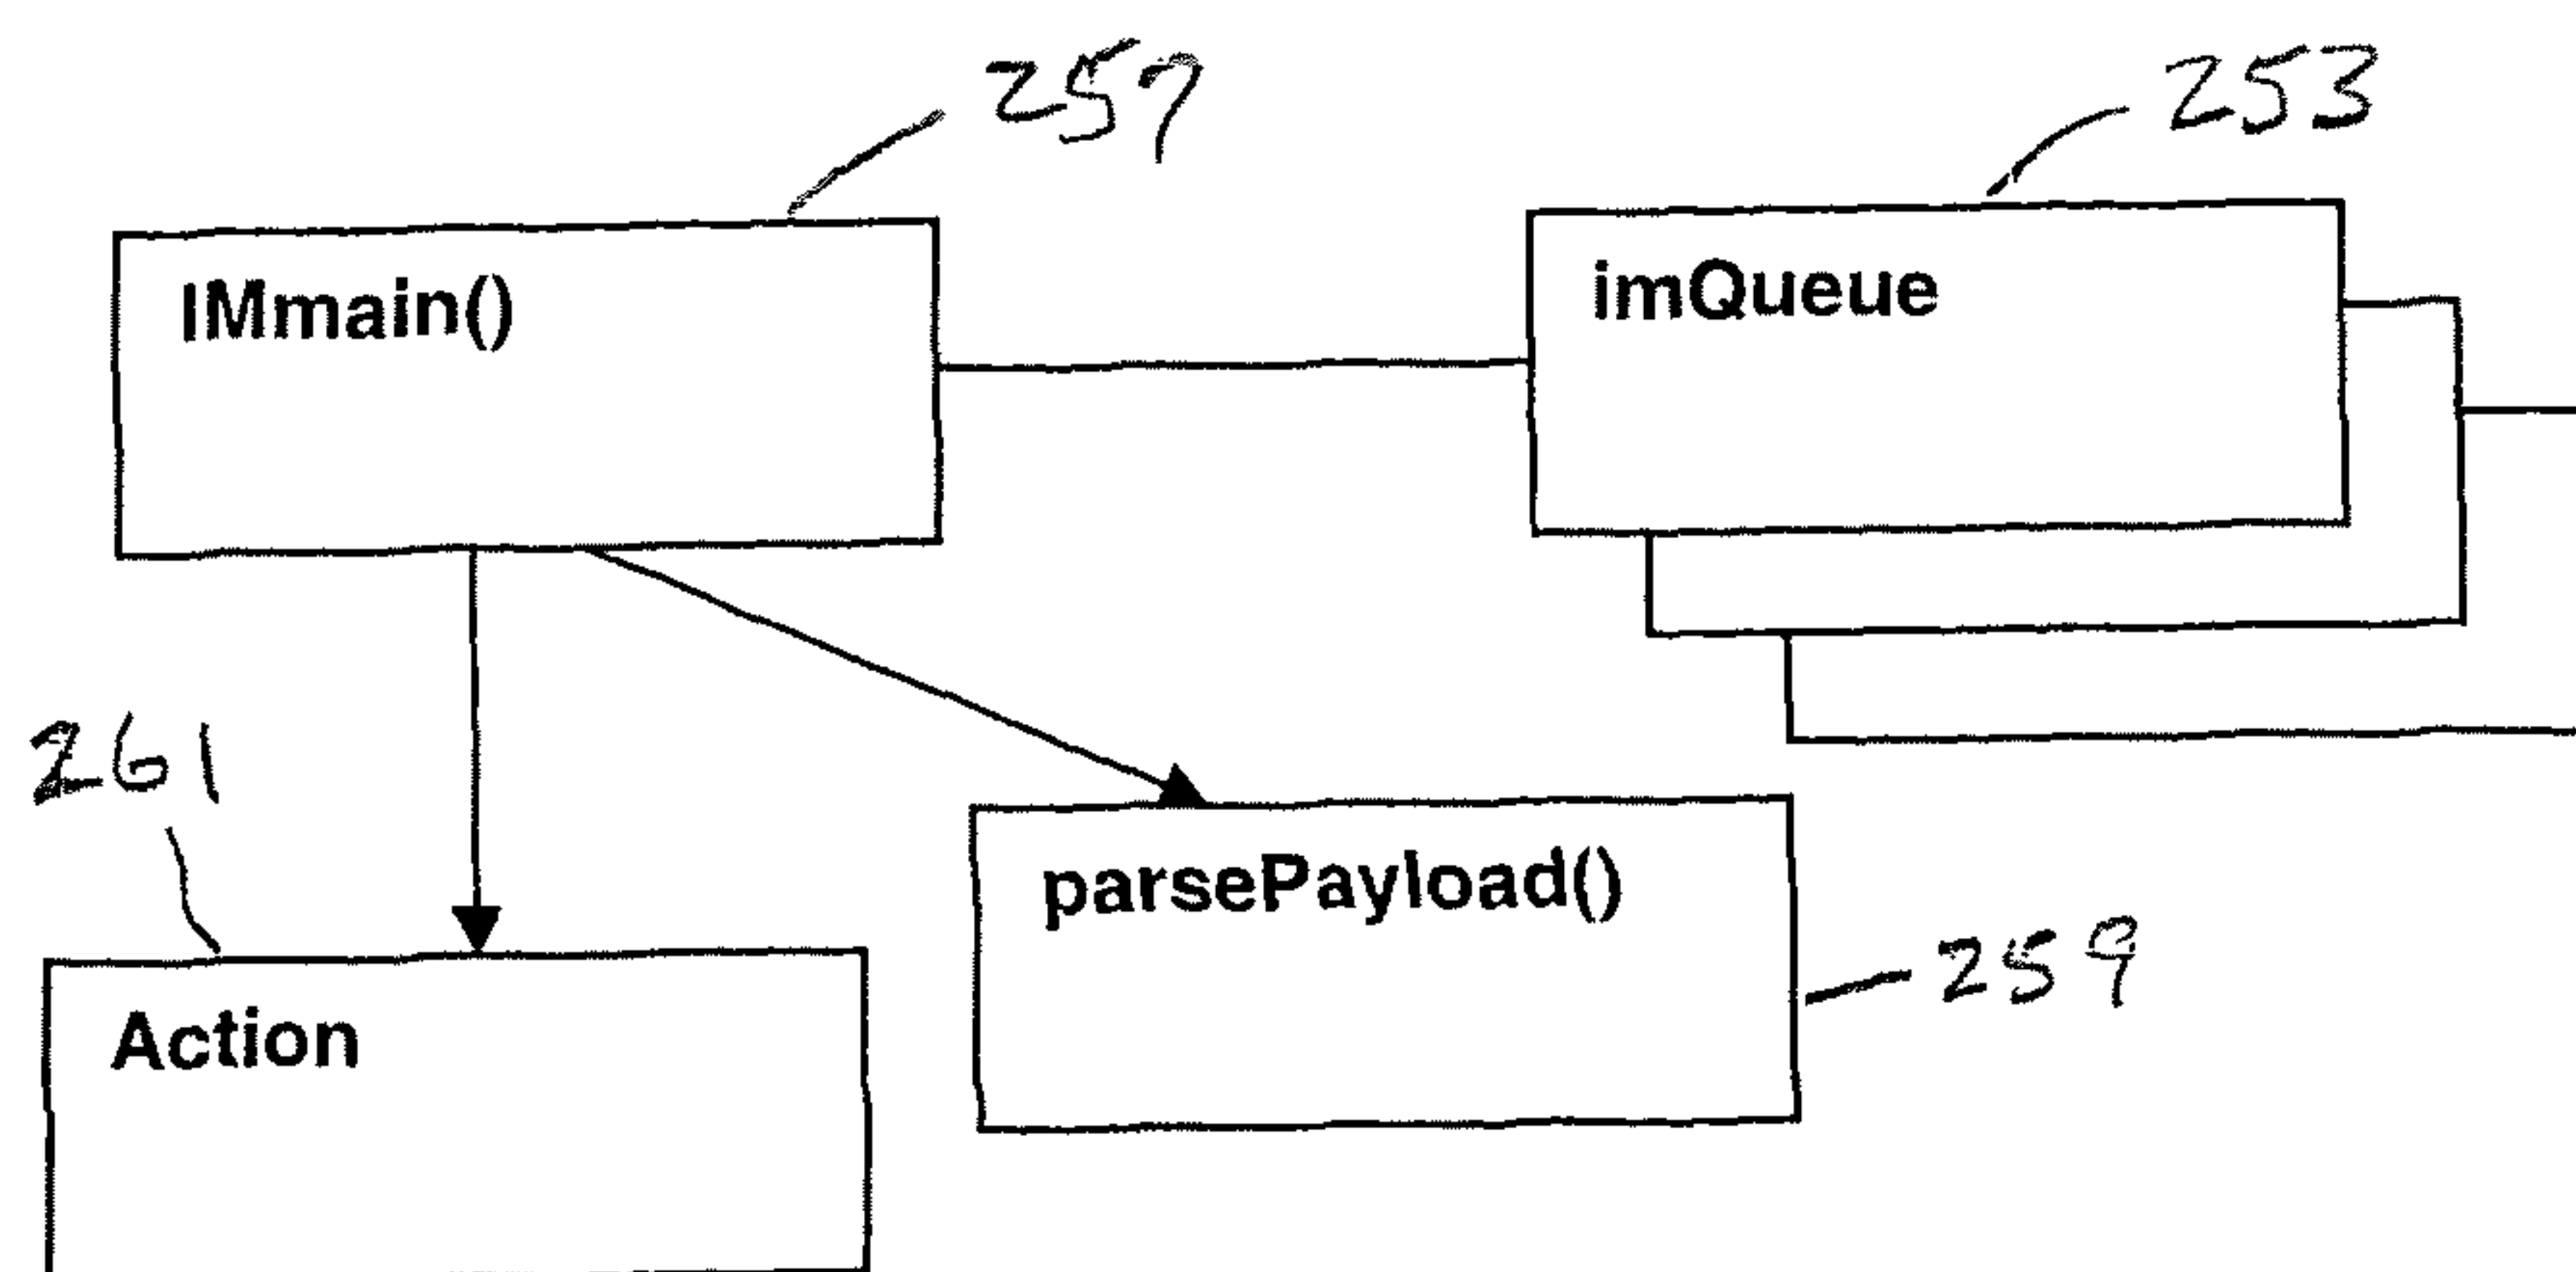 257
253
IMmain()
imQueue
261
parsePayload()
259
Action